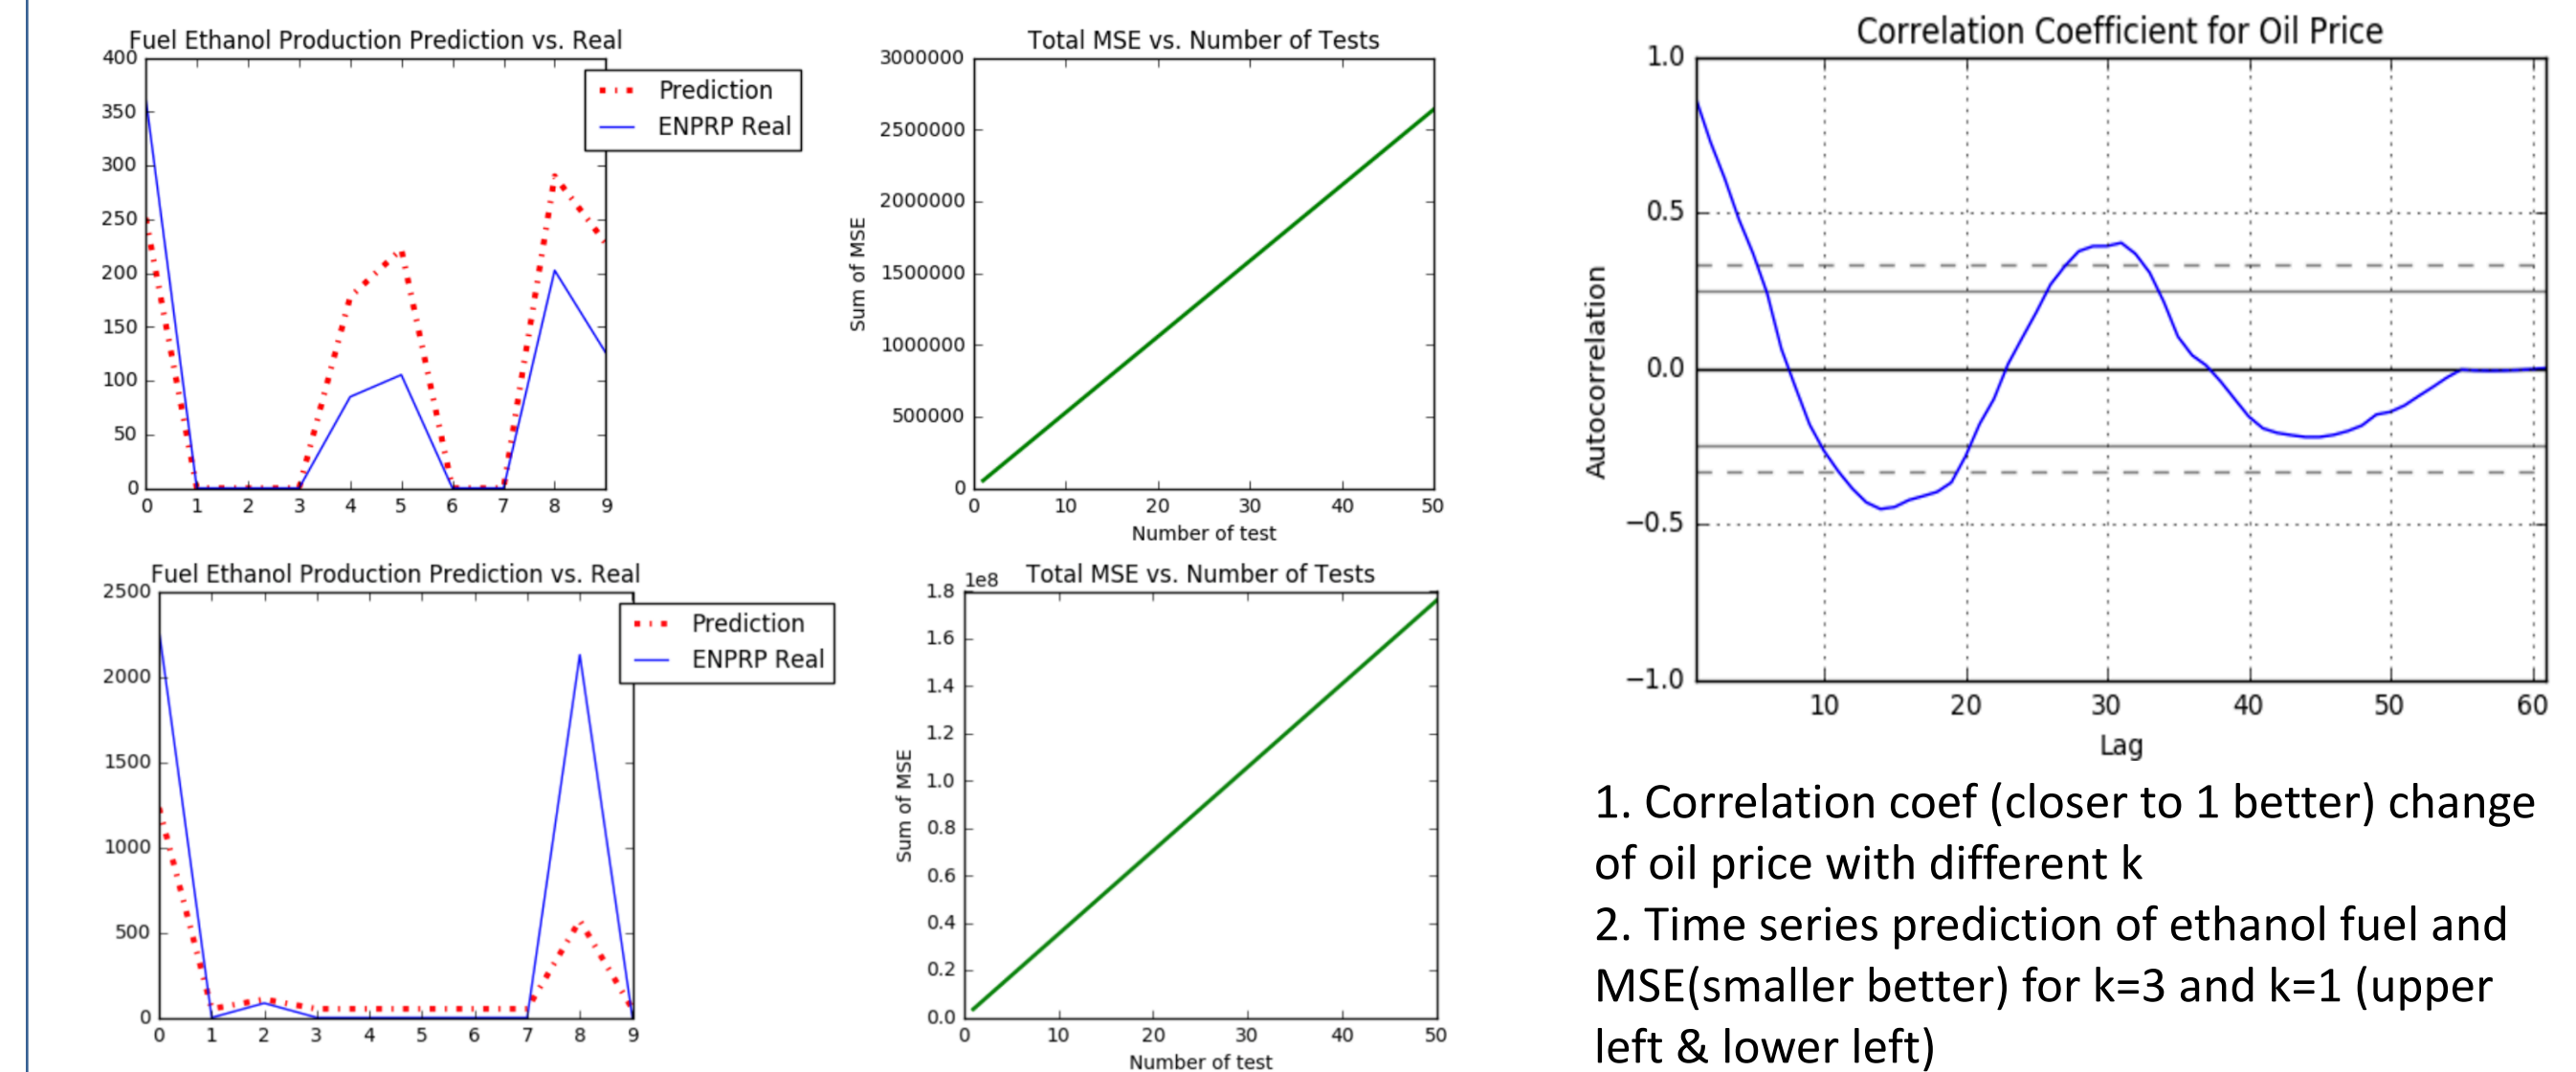 Fuel Ethanol Production Prediction vs. Real
400
350
300
250
200
150
100
50
0
0 1 2 3 4 5 6 7 8 9
Prediction
ENPRP Real
Total MSE vs. Number of Tests
3000000
2500000
2000000
1500000
1000000
500000
0
Sum of MSE
0 10 20 30 40 50
Number of test
Correlation Coefficient for Oil Price
1.0
0.5
0.0
−0.5
−1.0
Autocorrelation
10 20 30 40 50 60
Lag
Fuel Ethanol Production Prediction vs. Real
2500
2000
1500
1000
500
0
0 1 2 3 4 5 6 7 8 9
Prediction
ENPRP Real
1e8 Total MSE vs. Number of Tests
1.8
1.6
1.4
1.2
1.0
0.8
0.6
0.4
0.2
0.0
Sum of MSE
0 10 20 30 40 50
Number of test
1. Correlation coef (closer to 1 better) change
of oil price with different k
2. Time series prediction of ethanol fuel and
MSE(smaller better) for k=3 and k=1 (upper
left & lower left)